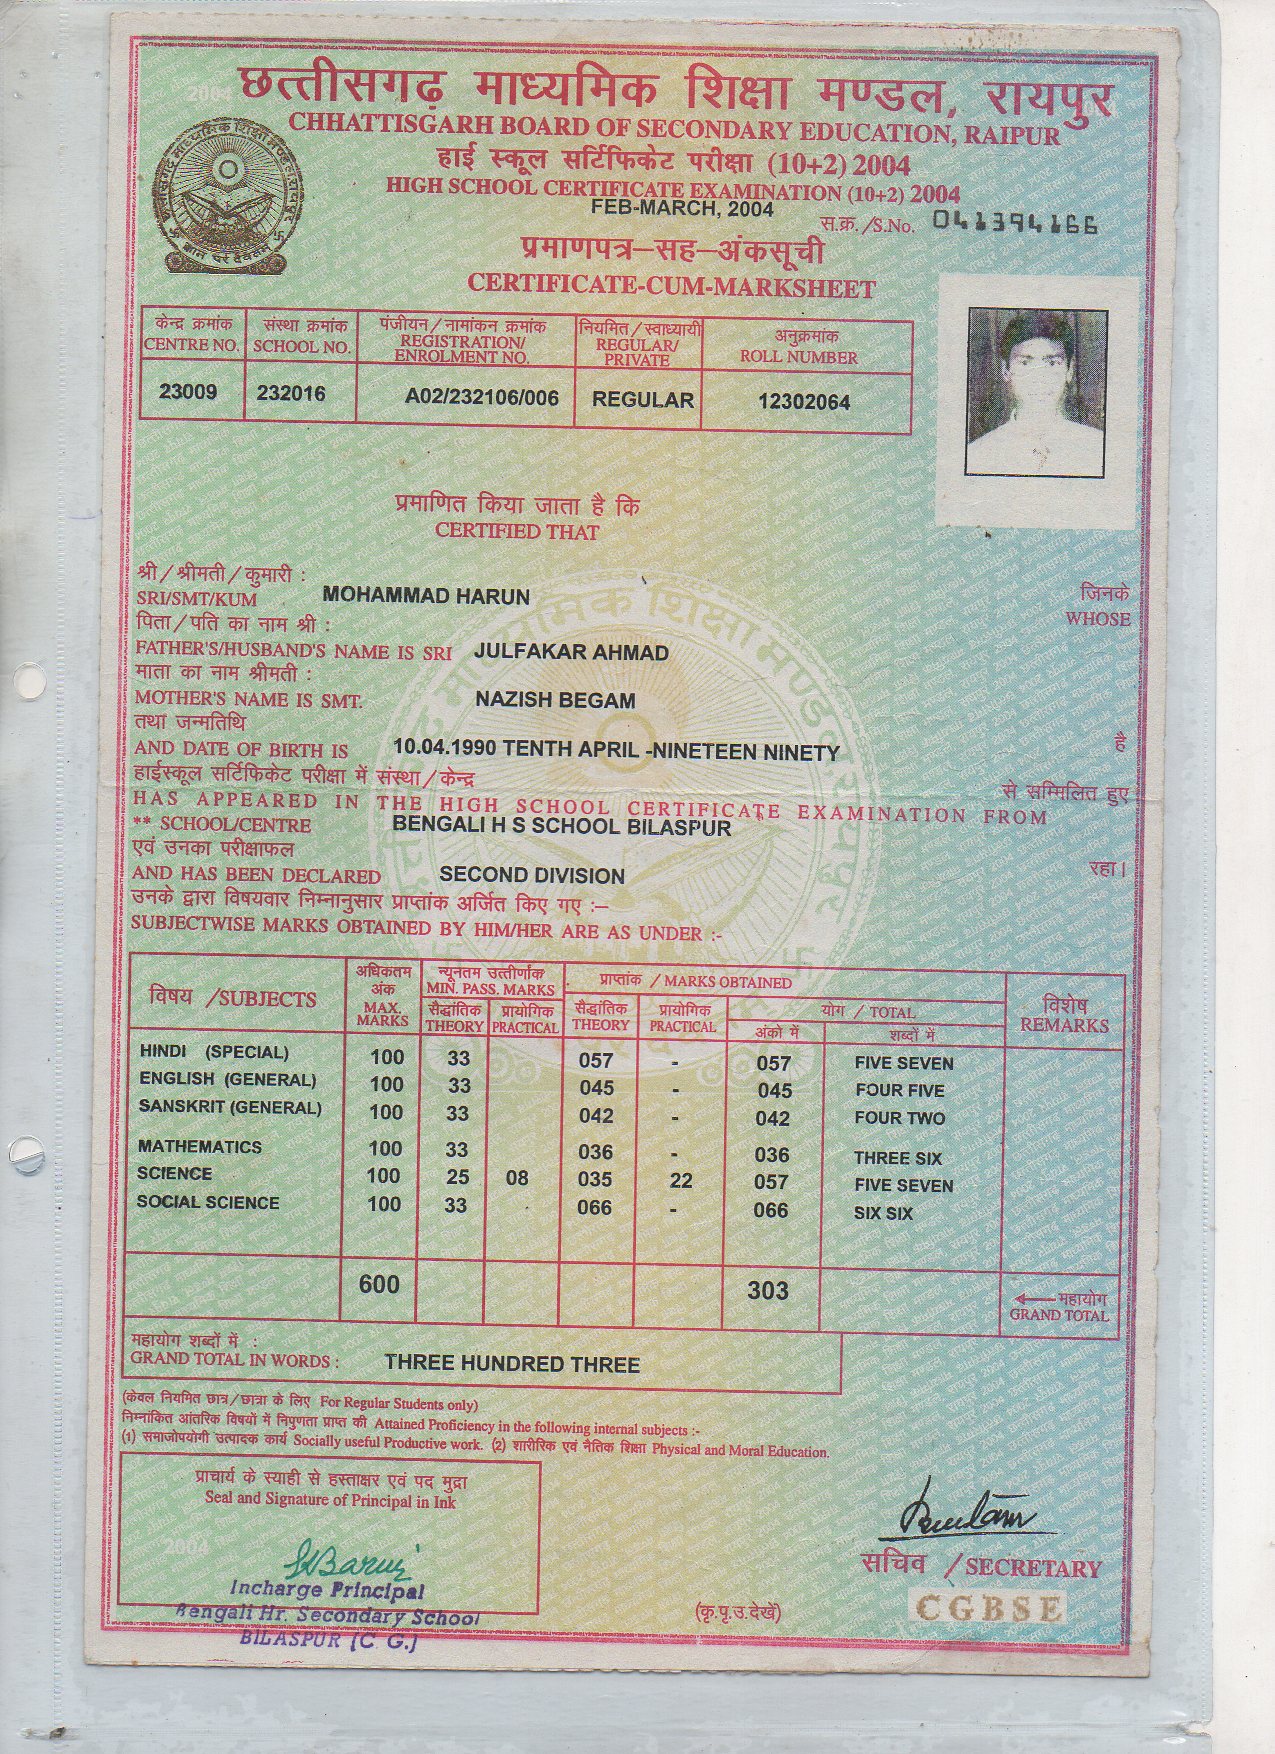 छत्तीसगढ़ माध्यमिक शिक्षा मण्डल, रायपुर
CHHATTISGARH BOARD OF SECONDARY EDUCATION, RAIPUR
हाई स्कूल सर्टिफिकेट परीक्षा (10+2) 2004
HIGH SCHOOL CERTIFICATE EXAMINATION (10+2) 2004
FEB-MARCH, 2004
स.क्र./S.No. 041394166
प्रमाणपत्र–सह–अंकसूची
CERTIFICATE-CUM-MARKSHEET
केन्द्र क्रमांक संस्था क्रमांक पंजीयन/नामांकन क्रमांक नियमित/स्वाध्यायी अनुक्रमांक
CENTRE NO. SCHOOL NO. REGISTRATION/ ENROLMENT NO. REGULAR/ PRIVATE ROLL NUMBER
23009 232016 A02/232106/006 REGULAR 12302064
प्रमाणित किया जाता है कि
CERTIFIED THAT
श्री/श्रीमती/कुमारी : जिनके
SRI/SMT/KUM MOHAMMAD HARUN WHOSE
पिता/पति का नाम श्री :
FATHER'S/HUSBAND'S NAME IS SRI JULFAKAR AHMAD
माता का नाम श्रीमती :
MOTHER'S NAME IS SMT. NAZISH BEGAM
तथा जन्मतिथि है
AND DATE OF BIRTH IS 10.04.1990 TENTH APRIL -NINETEEN NINETY
हाईस्कूल सर्टिफिकेट परीक्षा में संस्था/केन्द्र से सम्मिलित हुए
HAS APPEARED IN THE HIGH SCHOOL CERTIFICATE EXAMINATION FROM
** SCHOOL/CENTRE BENGALI H S SCHOOL BILASPUR
एवं उनका परीक्षाफल रहा।
AND HAS BEEN DECLARED SECOND DIVISION
उनके द्वारा विषयवार निम्नानुसार प्राप्तांक अर्जित किए गए :–
SUBJECTWISE MARKS OBTAINED BY HIM/HER ARE AS UNDER :-
विषय /SUBJECTS अधिकतम अंक MAX. MARKS न्यूनतम उत्तीर्णांक MIN. PASS. MARKS प्राप्तांक / MARKS OBTAINED विशेष REMARKS
सैद्धांतिक THEORY प्रायोगिक PRACTICAL सैद्धांतिक THEORY प्रायोगिक PRACTICAL योग / TOTAL
अंको में शब्दों में
HINDI (SPECIAL) 100 33 057 - 057 FIVE SEVEN
ENGLISH (GENERAL) 100 33 045 - 045 FOUR FIVE
SANSKRIT (GENERAL) 100 33 042 - 042 FOUR TWO
MATHEMATICS 100 33 036 - 036 THREE SIX
SCIENCE 100 25 08 035 22 057 FIVE SEVEN
SOCIAL SCIENCE 100 33 066 - 066 SIX SIX
600 303 महायोग
GRAND TOTAL
महायोग शब्दों में :
GRAND TOTAL IN WORDS : THREE HUNDRED THREE
(केवल नियमित छात्र/छात्रा के लिए For Regular Students only)
निम्नांकित आंतरिक विषयों में निपुणता प्राप्त की Attained Proficiency in the following internal subjects :-
(1) समाजोपयोगी उत्पादक कार्य Socially useful Productive work. (2) शारीरिक एवं नैतिक शिक्षा Physical and Moral Education.
प्राचार्य के स्याही से हस्ताक्षर एवं पद मुद्रा
Seal and Signature of Principal in Ink
2004
Incharge Principal
Bengali Hr. Secondary School
BILASPUR (C G.)
सचिव /SECRETARY
CGBSE
(कृ.पृ.उ.देखें)